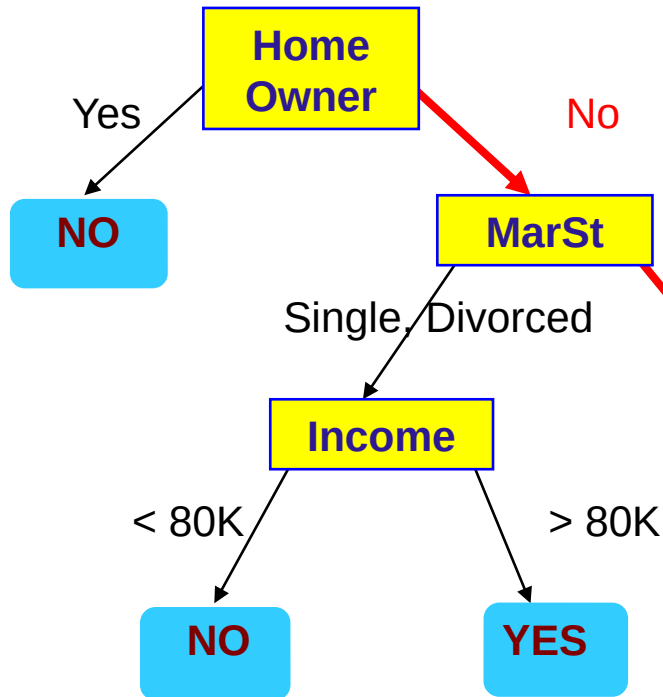 Home
Owner
Yes
No
NO
MarSt
Single, Divorced
Income
< 80K
> 80K
NO
YES